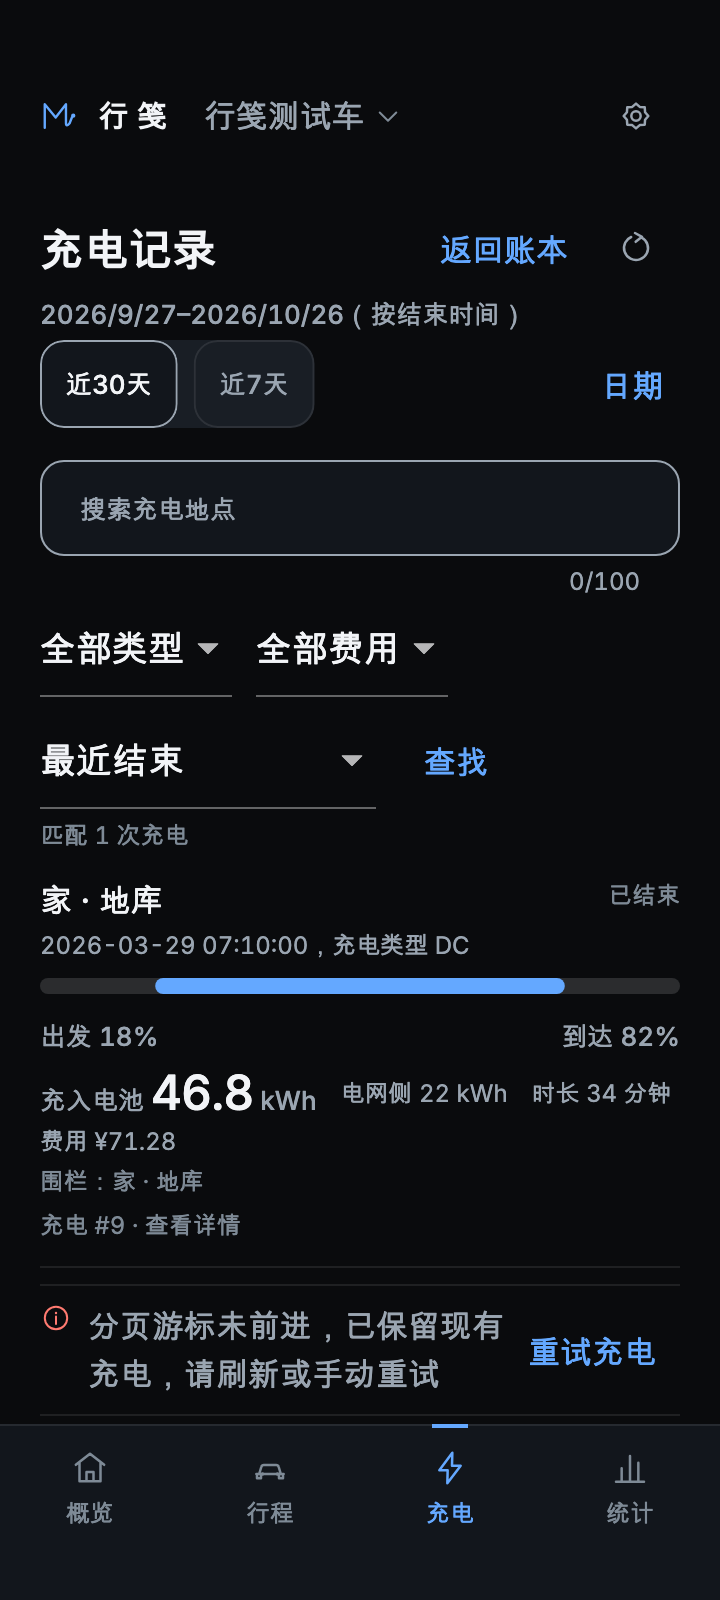 行笺 行笺测试车
充电记录 返回账本
2026/9/27–2026/10/26（按结束时间）
近30天 近7天 日期
搜索充电地点
0/100
全部类型 全部费用
最近结束 查找
匹配 1 次充电
家 · 地库 已结束
2026-03-29 07:10:00，充电类型 DC
出发 18% 到达 82%
充入电池 46.8 kWh 电网侧 22 kWh 时长 34 分钟
费用 ¥71.28
围栏：家 · 地库
充电 #9 · 查看详情
分页游标未前进，已保留现有
充电，请刷新或手动重试 重试充电
概览 行程 充电 统计